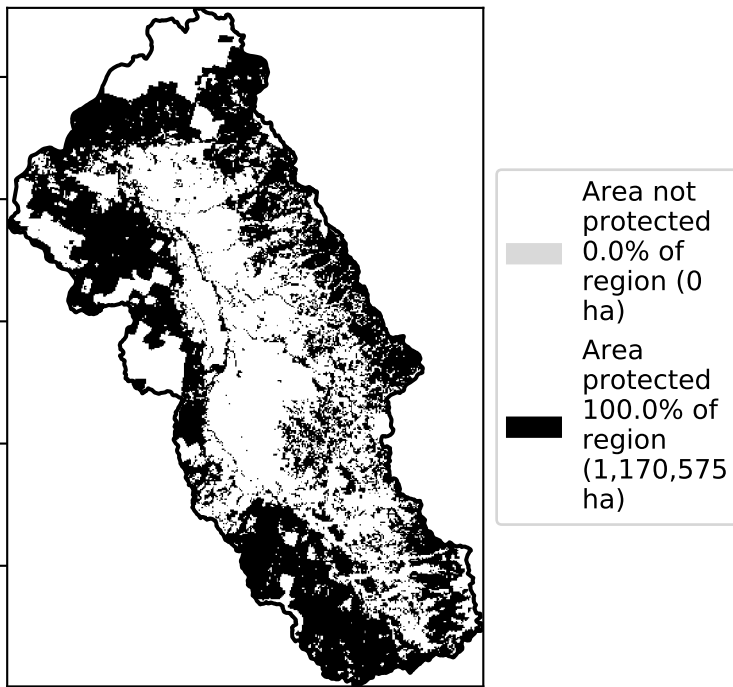 Area not
protected
0.0% of
region (0
ha)
Area
protected
100.0% of
region
(1,170,575
ha)